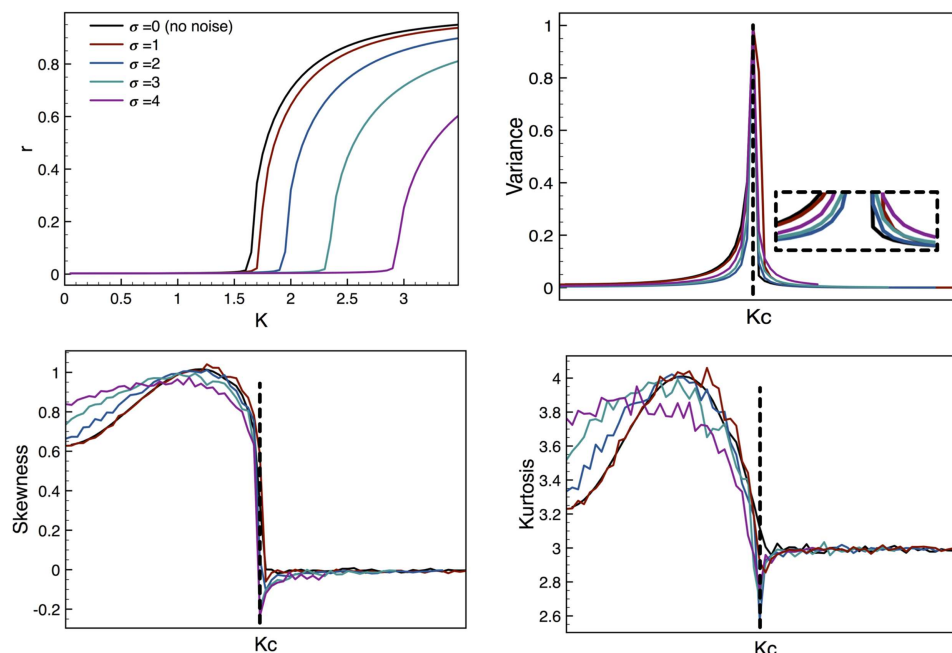 σ =0 (no noise)
σ =1
σ =2
σ =3
σ =4
r
0.8
0.6
0.4
0.2
0
0 0.5 1 1.5 2 2.5 3
K
Variance
1
0.8
0.6
0.4
0.2
0
Kc
Skewness
1
0.8
0.6
0.4
0.2
0
-0.2
Kc
Kurtosis
4
3.8
3.6
3.4
3.2
3
2.8
2.6
Kc